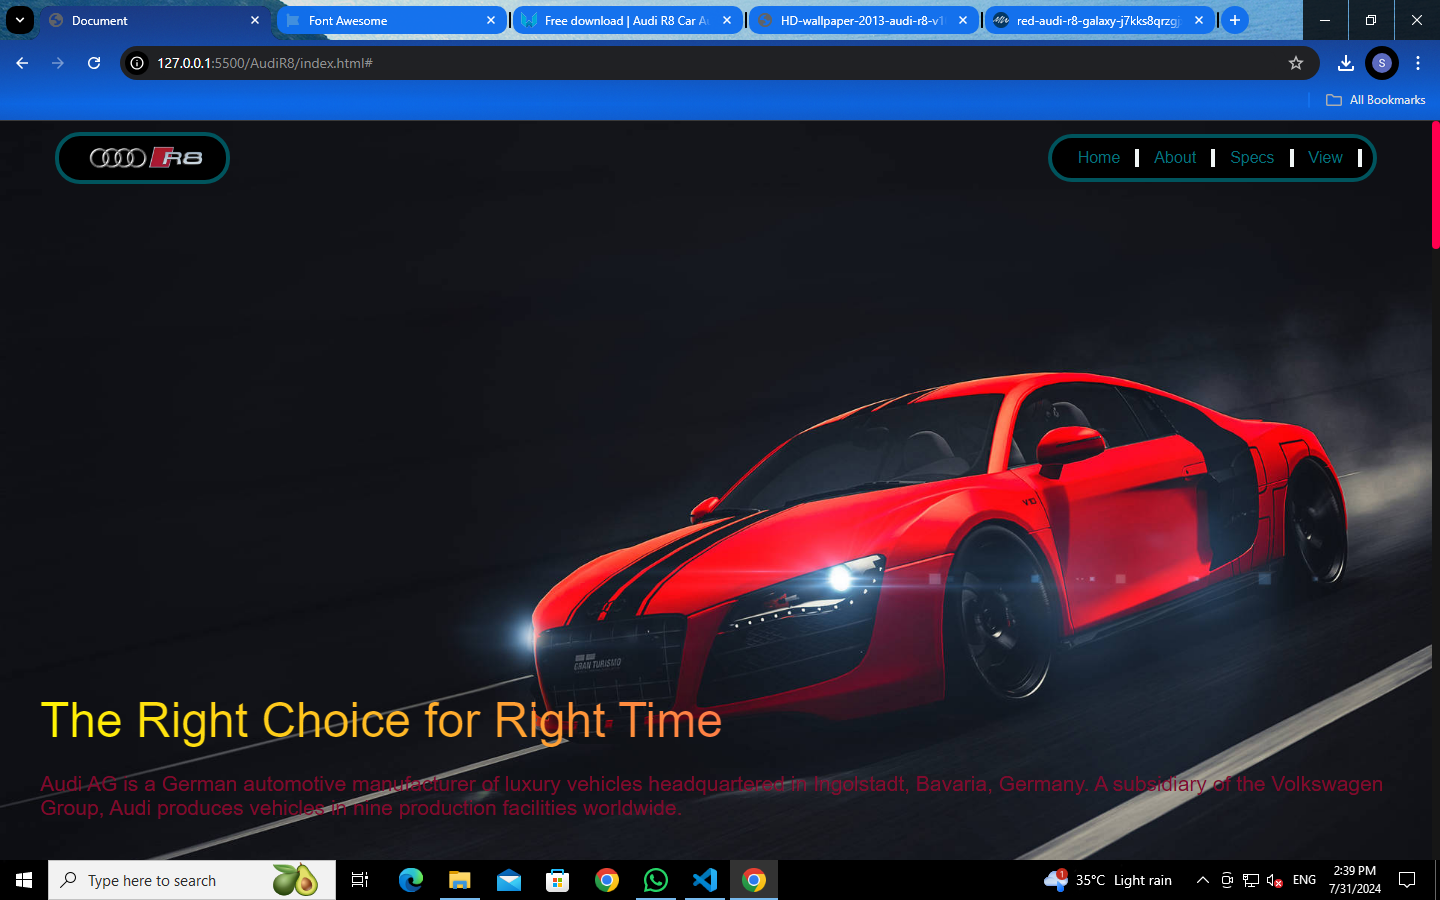 Document
Font Awesome
Free download | Audi R8 Car Au
HD-wallpaper-2013-audi-r8-v1
red-audi-r8-galaxy-j7kks8qrzgj
127.0.0.1:5500/AudiR8/index.html#
S
All Bookmarks
R8
Home
About
Specs
View
V10
GRAN TURISMO
The Right Choice for Right Time
Audi AG is a German automotive manufacturer of luxury vehicles headquartered in Ingolstadt, Bavaria, Germany. A subsidiary of the Volkswagen
Group, Audi produces vehicles in nine production facilities worldwide.
Type here to search
1
35°C Light rain
ENG
2:39 PM
7/31/2024